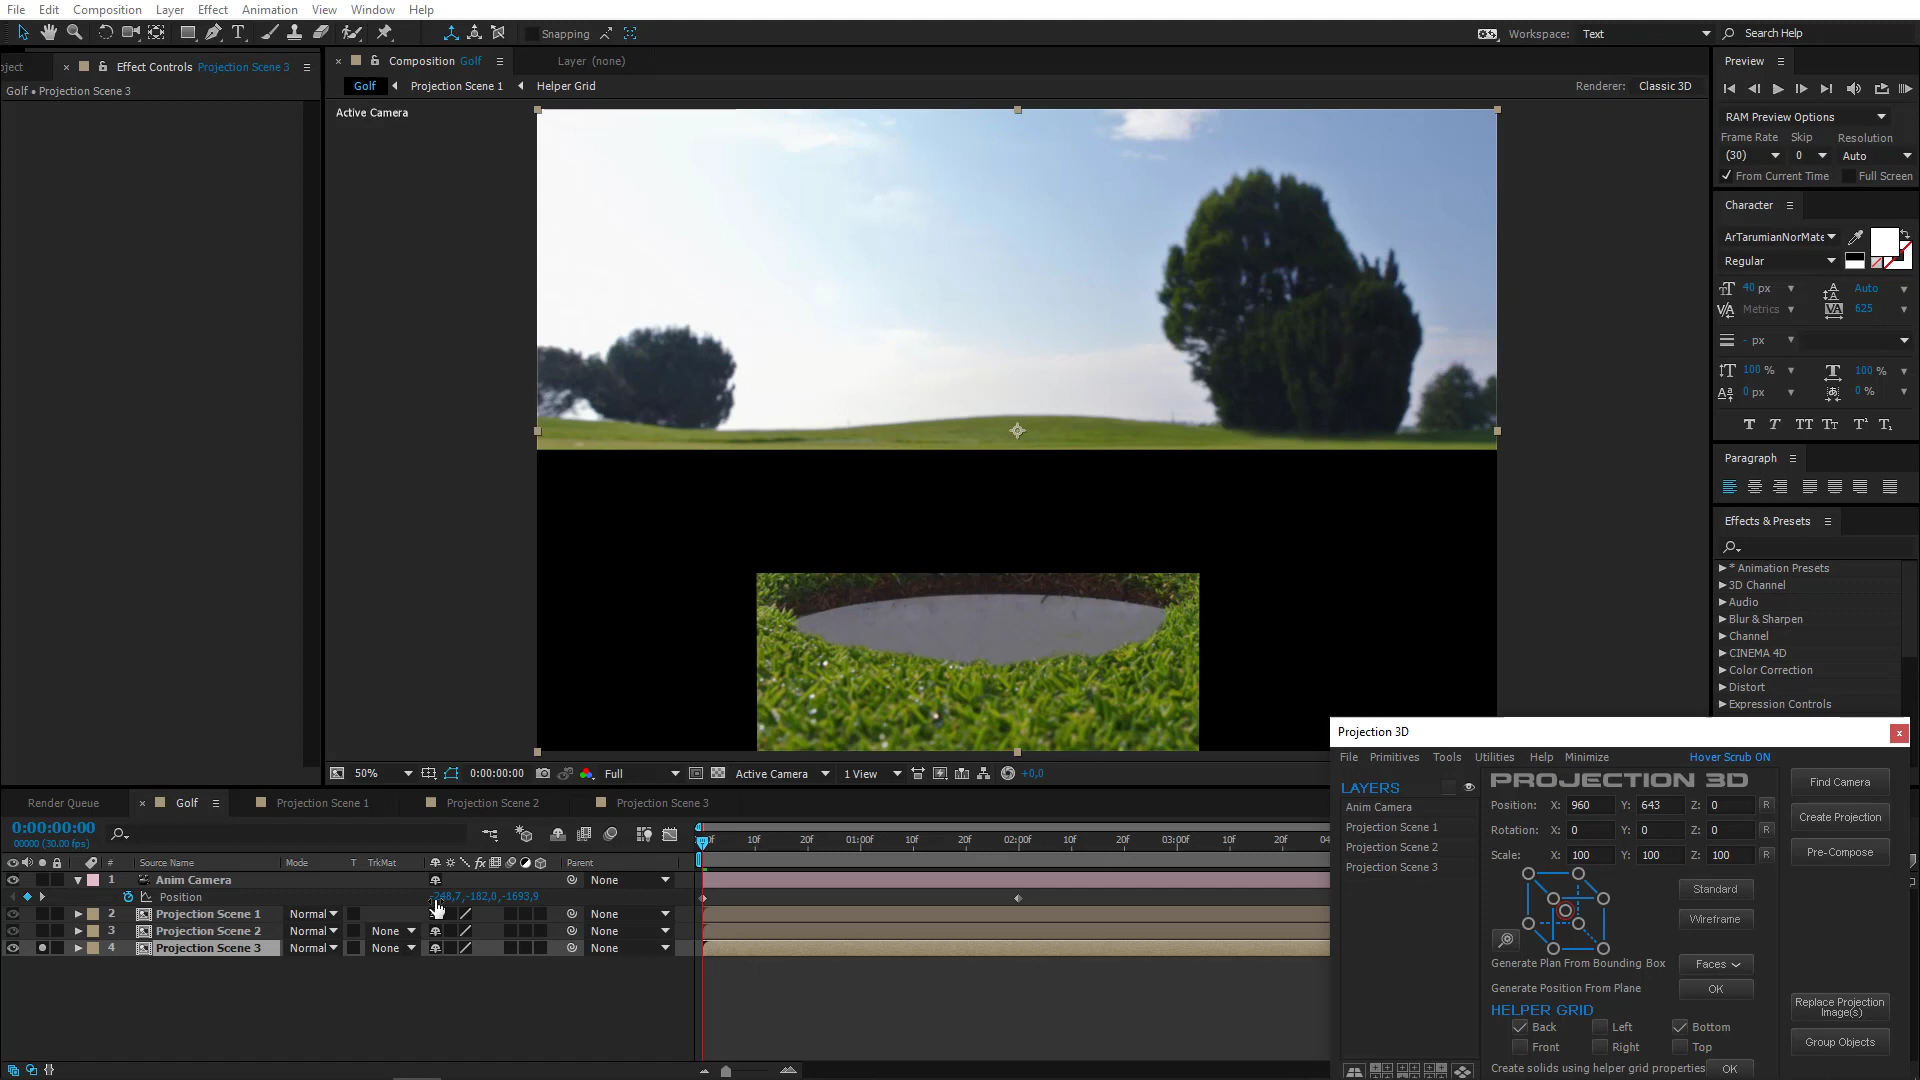 File Edit Composition Layer Effect Animation View Window Help
Snapping Workspace: Text Search Help
oject Effect Controls Projection Scene 3
Golf • Projection Scene 3
Composition Golf Layer (none)
Golf Projection Scene 1 Helper Grid Renderer: Classic 3D
Active Camera
Preview
RAM Preview Options
Frame Rate Skip Resolution
(30) 0 Auto
From Current Time Full Screen
Character
ArTarumianNorMate
Regular
40 px Auto
Metrics 625
- px
100 % 100 %
0 px 0 %
T T TT Tt T¹ T₁
Paragraph
Effects & Presets
* Animation Presets
3D Channel
Audio
Blur & Sharpen
Channel
CINEMA 4D
Color Correction
Distort
Expression Controls
50% 0:00:00:00 Full Active Camera 1 View +0,0
Render Queue Golf Projection Scene 1 Projection Scene 2 Projection Scene 3
0:00:00:00
00000 (30.00 fps)
# Source Name Mode T TrkMat Parent
10f 20f 01:00f 10f 20f 02:00f 10f 20f 03:00f 10f 20f 04
1 Anim Camera None
Position 248,7,-182,0,-1693,9
2 Projection Scene 1 Normal None
3 Projection Scene 2 Normal None None
4 Projection Scene 3 Normal None None
Projection 3D x
File Primitives Tools Utilities Help Minimize Hover Scrub ON
LAYERS
Anim Camera
Projection Scene 1
Projection Scene 2
Projection Scene 3
PROJECTION 3D
Position: X: 960 Y: 643 Z: 0 R
Rotation: X: 0 Y: 0 Z: 0 R
Scale: X: 100 Y: 100 Z: 100 R
Find Camera
Create Projection
Pre-Compose
Standard
Wireframe
Generate Plan From Bounding Box Faces
Generate Position From Plane OK
HELPER GRID
Back Left Bottom
Front Right Top
Create solids using helper grid properties OK
Replace Projection
Image(s)
Group Objects